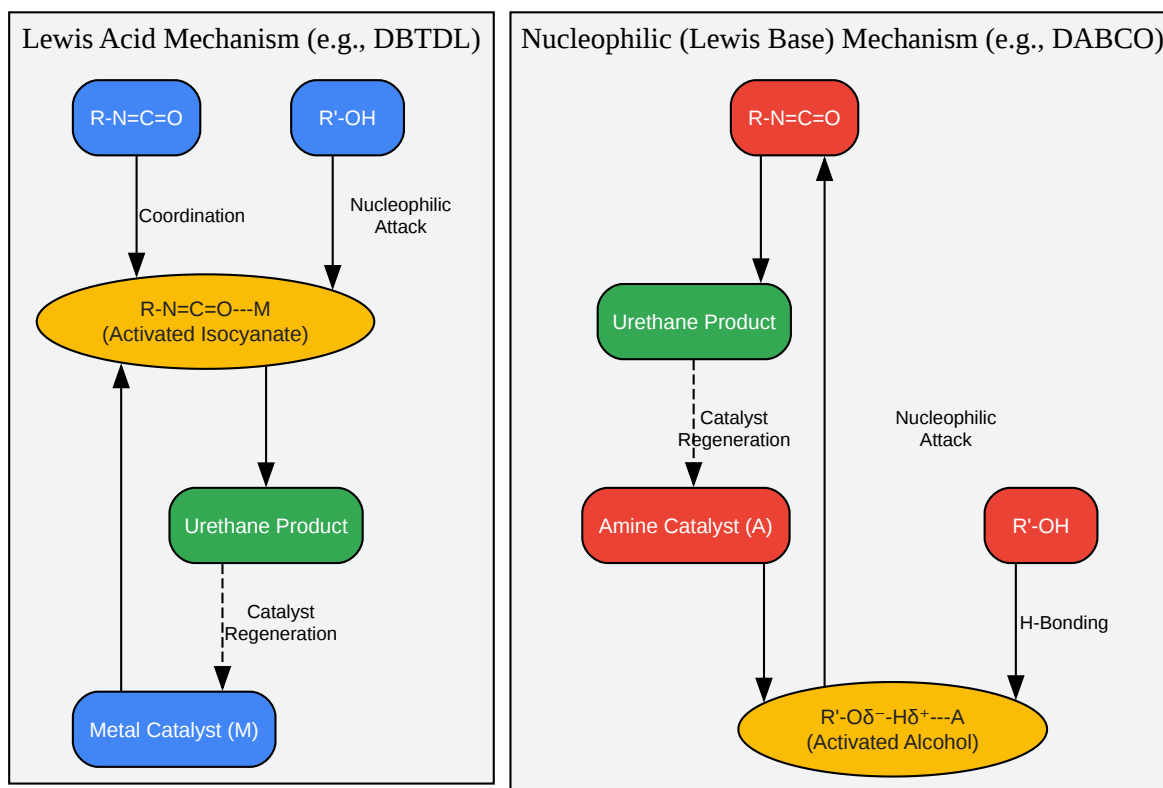 Lewis Acid Mechanism (e.g., DBTDL)
R-N=C=O
R'-OH
Coordination
Nucleophilic
Attack
R-N=C=O---M
(Activated Isocyanate)
Urethane Product
Catalyst
Regeneration
Metal Catalyst (M)
Nucleophilic (Lewis Base) Mechanism (e.g., DABCO)
R-N=C=O
Urethane Product
Catalyst
Regeneration
Nucleophilic
Attack
Amine Catalyst (A)
R'-OH
H-Bonding
R'-Oδ⁻-Hδ⁺---A
(Activated Alcohol)